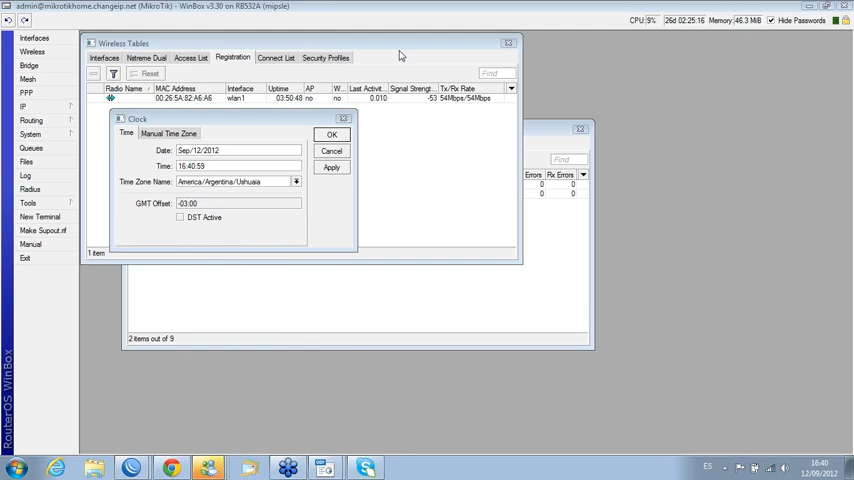 admin@mikrotikhome.changeip.net (MikroTik) - WinBox v3.30 on RB532A (mipsle)
CPU: 9% 26d 02:25:16 Memory: 46.3 MiB Hide Passwords
Interfaces
Wireless
Bridge
Mesh
PPP
IP
Routing
System
Queues
Files
Log
Radius
Tools
New Terminal
Make Supout.rif
Manual
Exit
RouterOS WinBox
Wireless Tables
Interfaces Nstreme Dual Access List Registration Connect List Security Profiles
Reset Find
Radio Name MAC Address Interface Uptime AP W... Last Activit... Signal Strengt... Tx/Rx Rate
00:26:5A:82:A6:A6 wlan1 03:50:48 no no 0.010 -53 54Mbps/54Mbps
1 item
Clock
Time Manual Time Zone
Date: Sep/12/2012
Time: 16:40:59
Time Zone Name: America/Argentina/Ushuaia
GMT Offset: -03:00
DST Active
OK
Cancel
Apply
Find
Errors Rx Errors
0 0
0 0
2 items out of 9
ES
16:40
12/09/2012